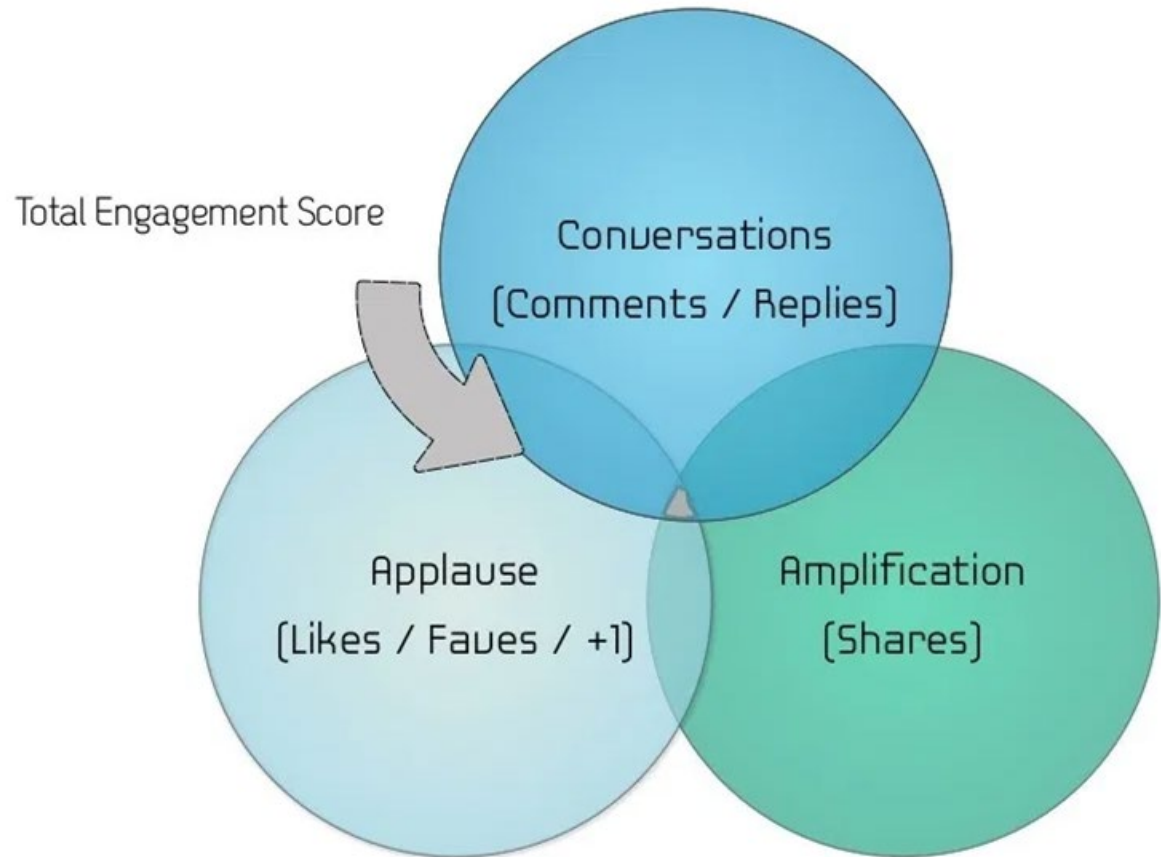 Total Engagement Score
Conversations
(Comments / Replies)
Applause
(Likes / Faves / +1)
Amplification
(Shares)